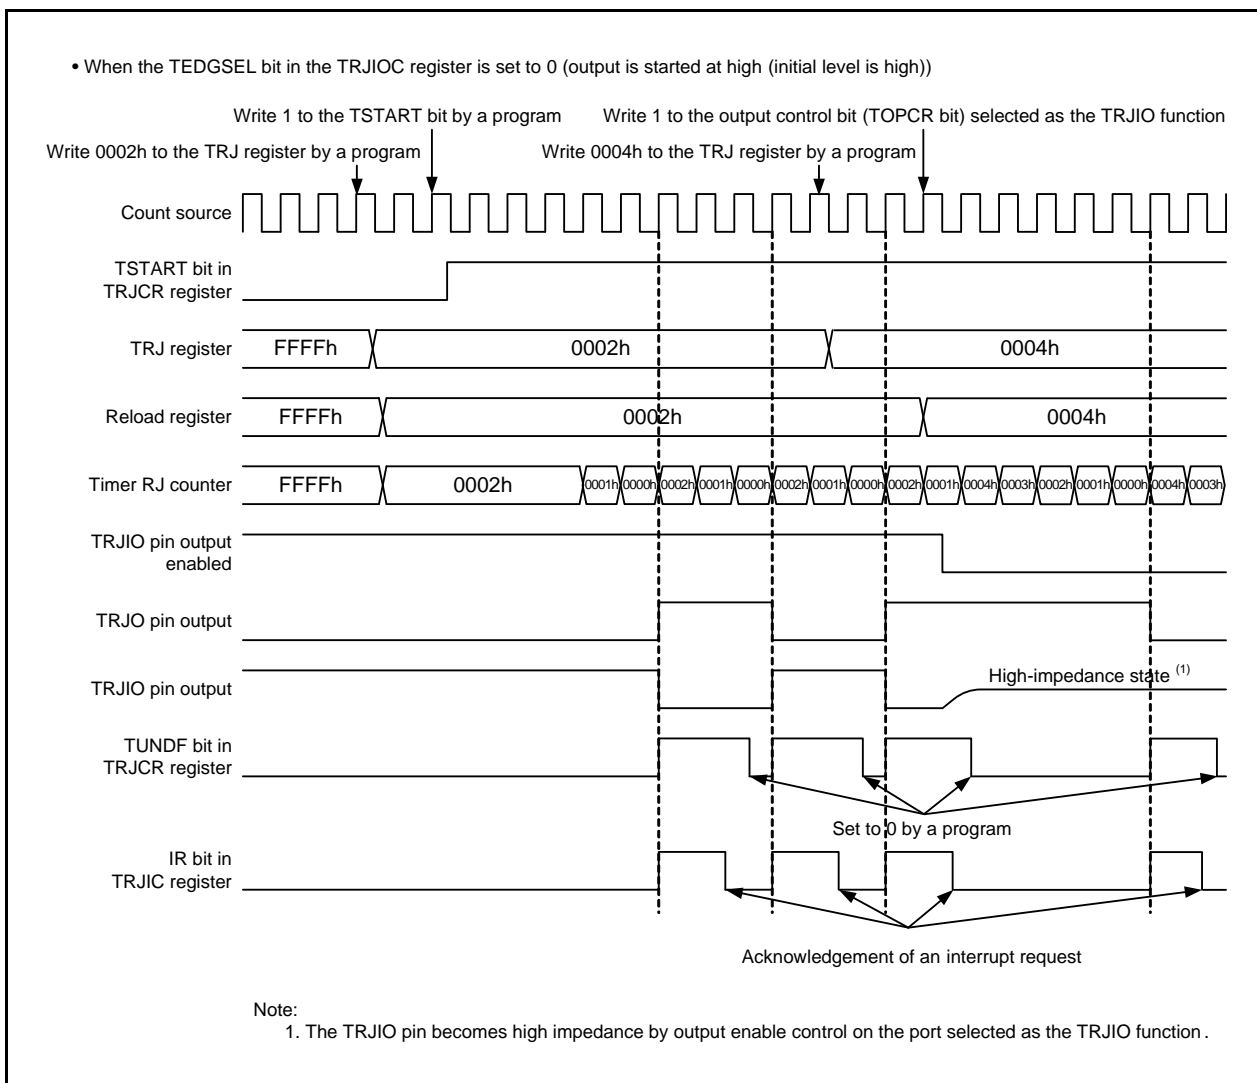 • When the TEDGSEL bit in the TRJIOC register is set to 0 (output is started at high (initial level is high))
Write 1 to the TSTART bit by a program
Write 1 to the output control bit (TOPCR bit) selected as the TRJIO function
Write 0002h to the TRJ register by a program
Write 0004h to the TRJ register by a program
Count source
TSTART bit in
TRJCR register
TRJ register
FFFFh
0002h
0004h
Reload register
FFFFh
0002h
0004h
Timer RJ counter
FFFFh
0002h
0001h
0000h
0002h
0001h
0000h
0002h
0001h
0000h
0002h
0001h
0004h
0003h
0002h
0001h
0000h
0004h
0003h
TRJIO pin output
enabled
TRJO pin output
TRJIO pin output
High-impedance state (1)
TUNDF bit in
TRJCR register
Set to 0 by a program
IR bit in
TRJIC register
Acknowledgement of an interrupt request
Note:
1. The TRJIO pin becomes high impedance by output enable control on the port selected as the TRJIO function .